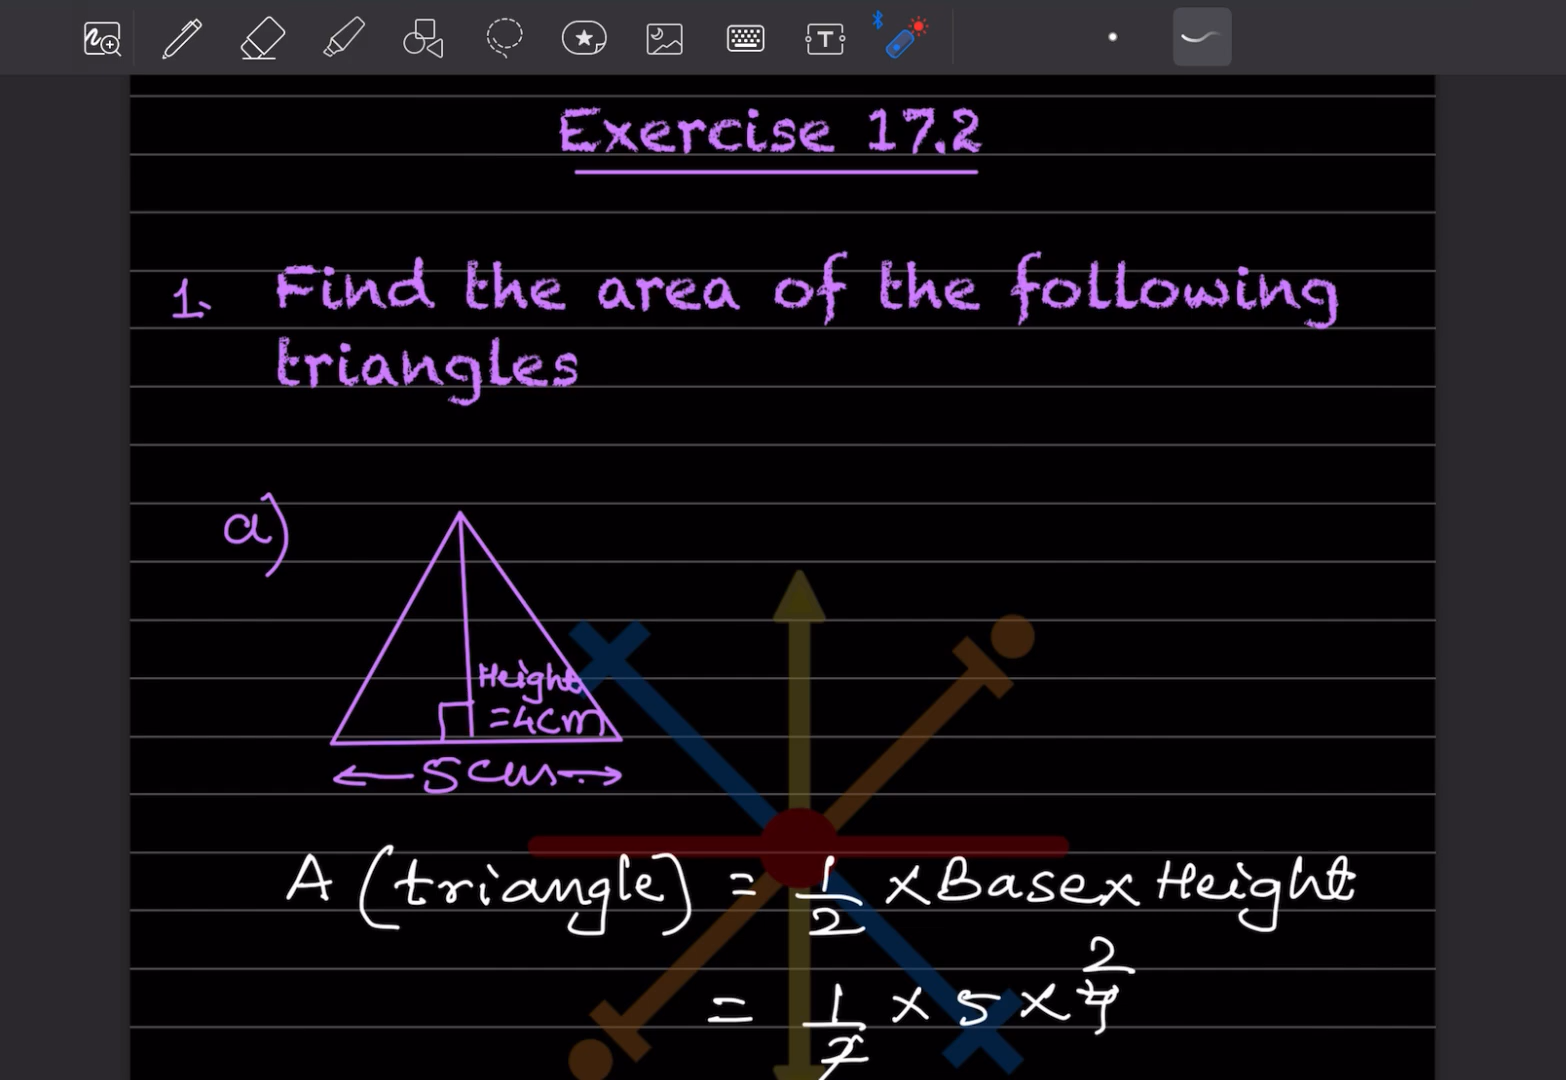 Exercise 17.2
1. Find the area of the following
triangles
a)
Height
=4cm
5cm
A (triangle) = 1/2 × Base × Height
= 1/2 × 5 × 4 2